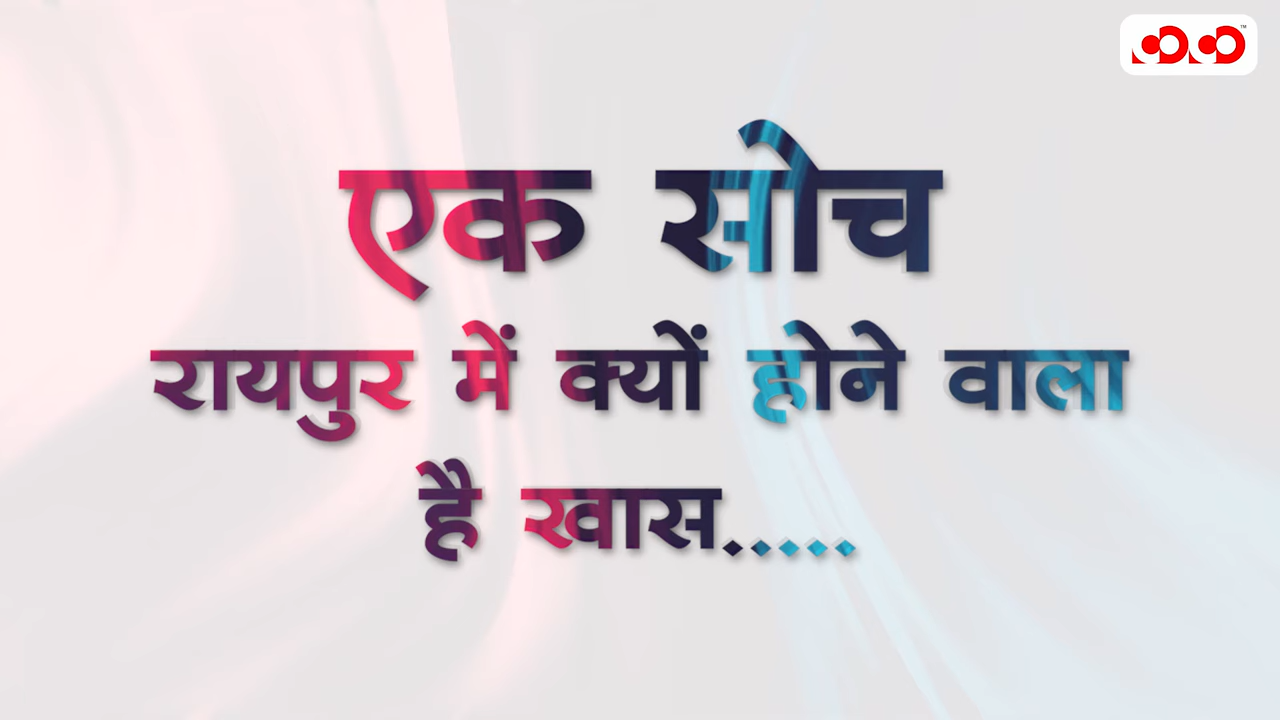 एक सोच
रायपुर में क्यों होने वाला
है खास.....